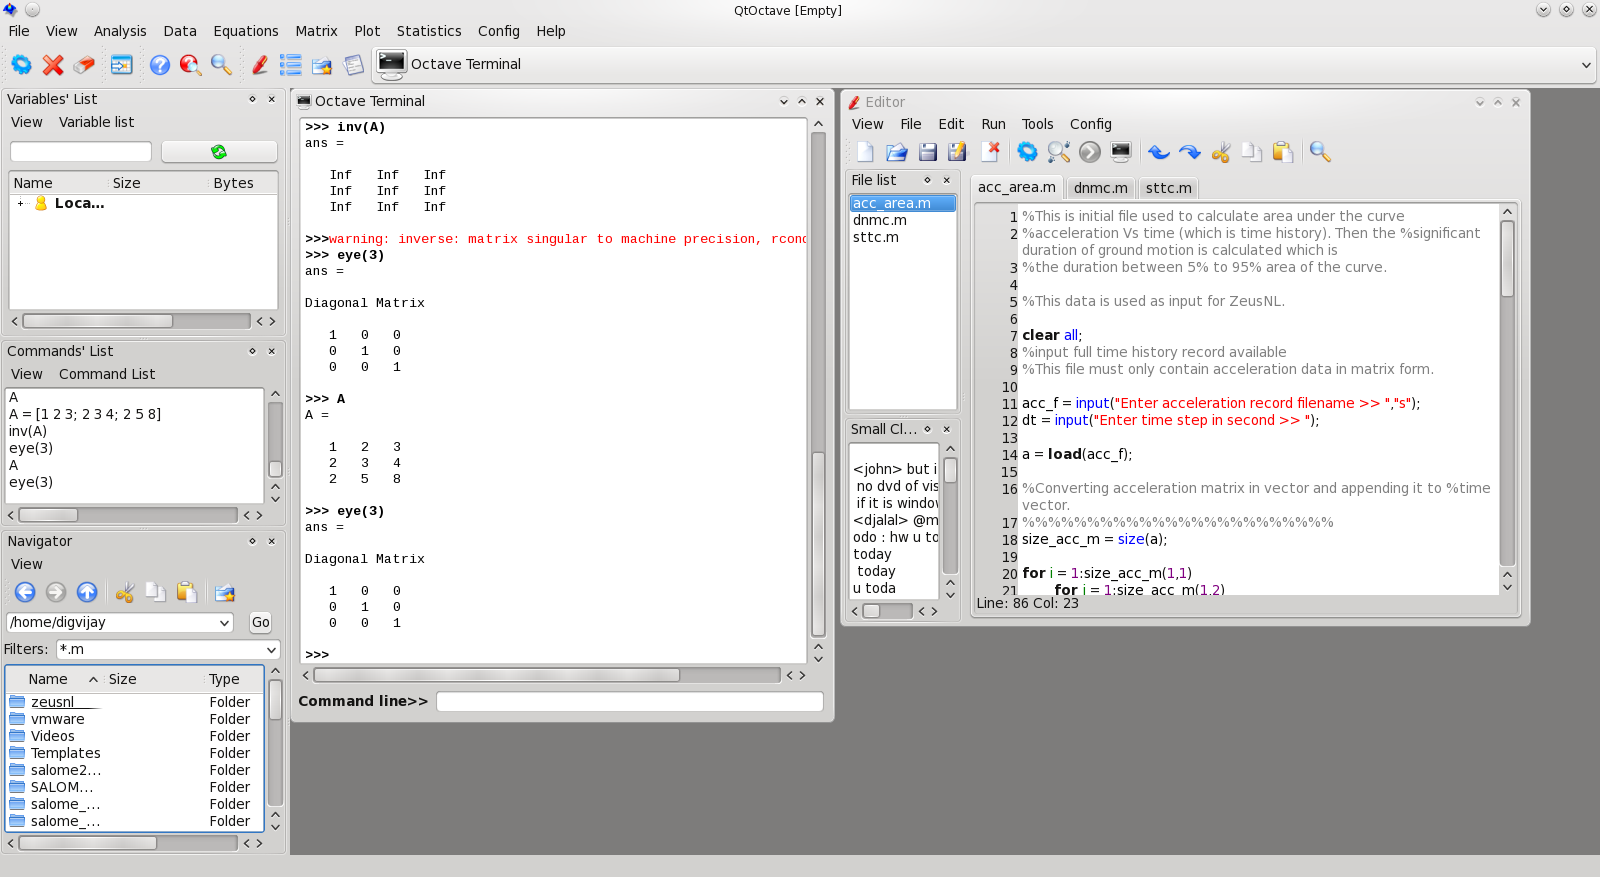 QtOctave [Empty]
File View Analysis Data Equations Matrix Plot Statistics Config Help
Octave Terminal
Variables' List
View Variable list
Name Size Bytes
Loca...
Commands' List
View Command List
A
A = [1 2 3; 2 3 4; 2 5 8]
inv(A)
eye(3)
A
eye(3)
Navigator
View
/home/digvijay Go
Filters: *.m
Name Size Type
zeusnl Folder
vmware Folder
Videos Folder
Templates Folder
salome2... Folder
SALOM... Folder
salome_... Folder
salome_... Folder
Octave Terminal
>>> inv(A)
ans =
Inf Inf Inf
Inf Inf Inf
Inf Inf Inf
>>>warning: inverse: matrix singular to machine precision, rcond
>>> eye(3)
ans =
Diagonal Matrix
1 0 0
0 1 0
0 0 1
>>> A
A =
1 2 3
2 3 4
2 5 8
>>> eye(3)
ans =
Diagonal Matrix
1 0 0
0 1 0
0 0 1
>>>
Command line>>
Editor
View File Edit Run Tools Config
File list
acc_area.m
dnmc.m
sttc.m
Small Cl...
<john> but i
no dvd of vis
if it is window
<djalal> @m
odo : hw u to
today
today
u toda
acc_area.m dnmc.m sttc.m
1 %This is initial file used to calculate area under the curve
2 %acceleration Vs time (which is time history). Then the %significant
duration of ground motion is calculated which is
3 %the duration between 5% to 95% area of the curve.
4
5 %This data is used as input for ZeusNL.
6
7 clear all;
8 %input full time history record available
9 %This file must only contain acceleration data in matrix form.
10
11 acc_f = input("Enter acceleration record filename >> ","s");
12 dt = input("Enter time step in second >> ");
13
14 a = load(acc_f);
15
16 %Converting acceleration matrix in vector and appending it to %time
vector.
17 %%%%%%%%%%%%%%%%%%%%%%%%
18 size_acc_m = size(a);
19
20 for i = 1:size_acc_m(1,1)
21 for j = 1:size_acc_m(1,2)
Line: 86 Col: 23